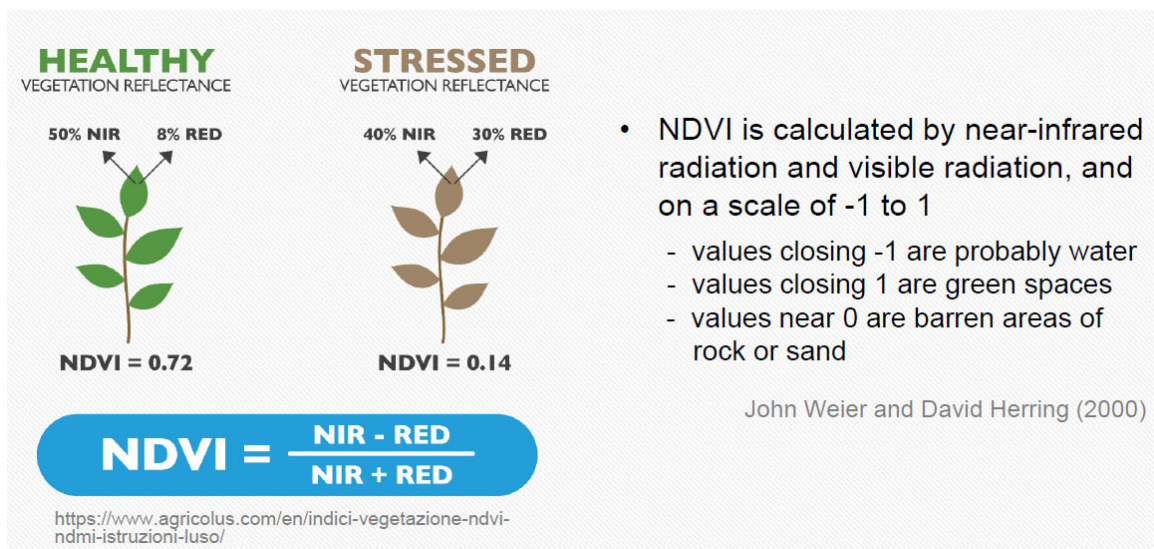 HEALTHY
VEGETATION REFLECTANCE
50% NIR 8% RED
NDVI = 0.72
STRESSED
VEGETATION REFLECTANCE
40% NIR 30% RED
NDVI = 0.14
NDVI = NIR - RED
NIR + RED
https://www.agricolus.com/en/indici-vegetazione-ndvi-
ndmi-istruzioni-luso/
• NDVI is calculated by near-infrared
radiation and visible radiation, and
on a scale of -1 to 1
- values closing -1 are probably water
- values closing 1 are green spaces
- values near 0 are barren areas of
rock or sand
John Weier and David Herring (2000)